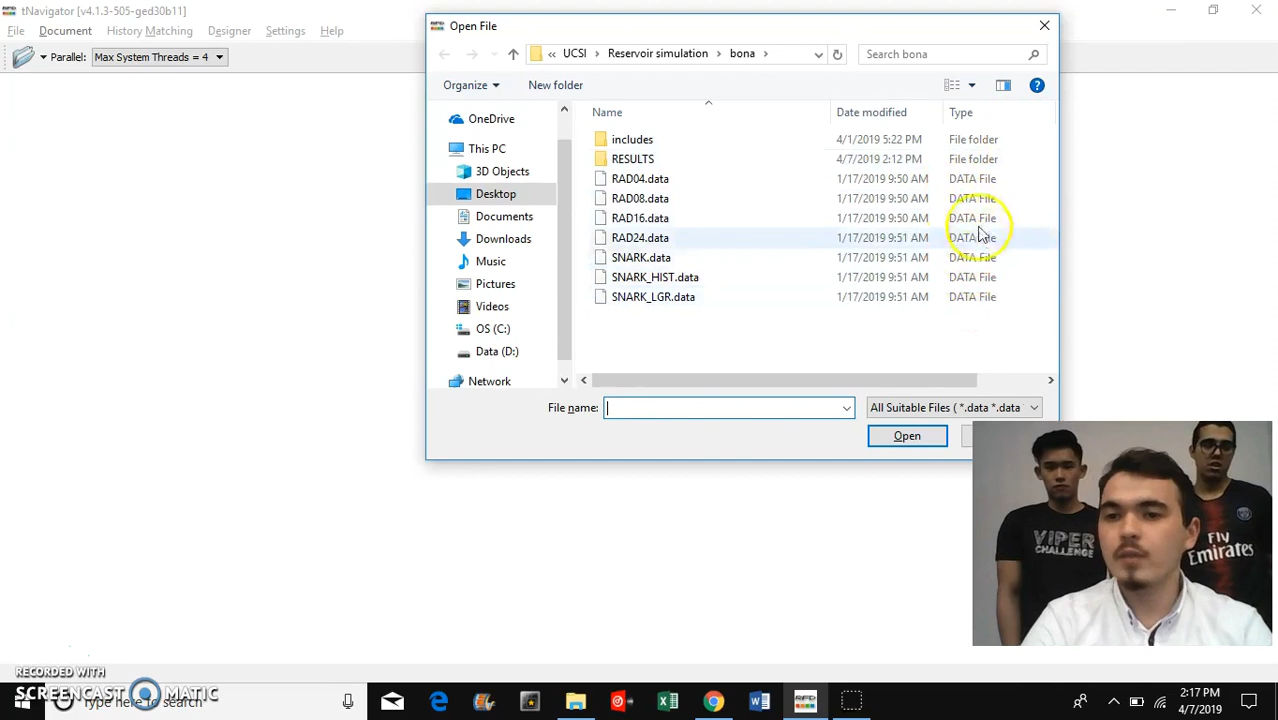 tNavigator [v4.1.3-505-ged30b11]
File Document History Matching Designer Settings Help
Parallel: Max System Threads = 4
Open File
« UCSI > Reservoir simulation > bona >
Search bona
Organize New folder
Name Date modified Type
OneDrive
This PC
3D Objects
Desktop
Documents
Downloads
Music
Pictures
Videos
OS (C:)
Data (D:)
Network
includes 4/1/2019 5:22 PM File folder
RESULTS 4/7/2019 2:12 PM File folder
RAD04.data 1/17/2019 9:50 AM DATA File
RAD08.data 1/17/2019 9:50 AM DATA File
RAD16.data 1/17/2019 9:50 AM DATA File
RAD24.data 1/17/2019 9:51 AM DATA File
SNARK.data 1/17/2019 9:51 AM DATA File
SNARK_HIST.data 1/17/2019 9:51 AM DATA File
SNARK_LGR.data 1/17/2019 9:51 AM DATA File
File name:
All Suitable Files ( *.data *.data
Open
VIPER
CHALLENGE
Fly
Emirates
RECORDED WITH
SCREENCAST MATIC
Type here to search
2:17 PM
4/7/2019